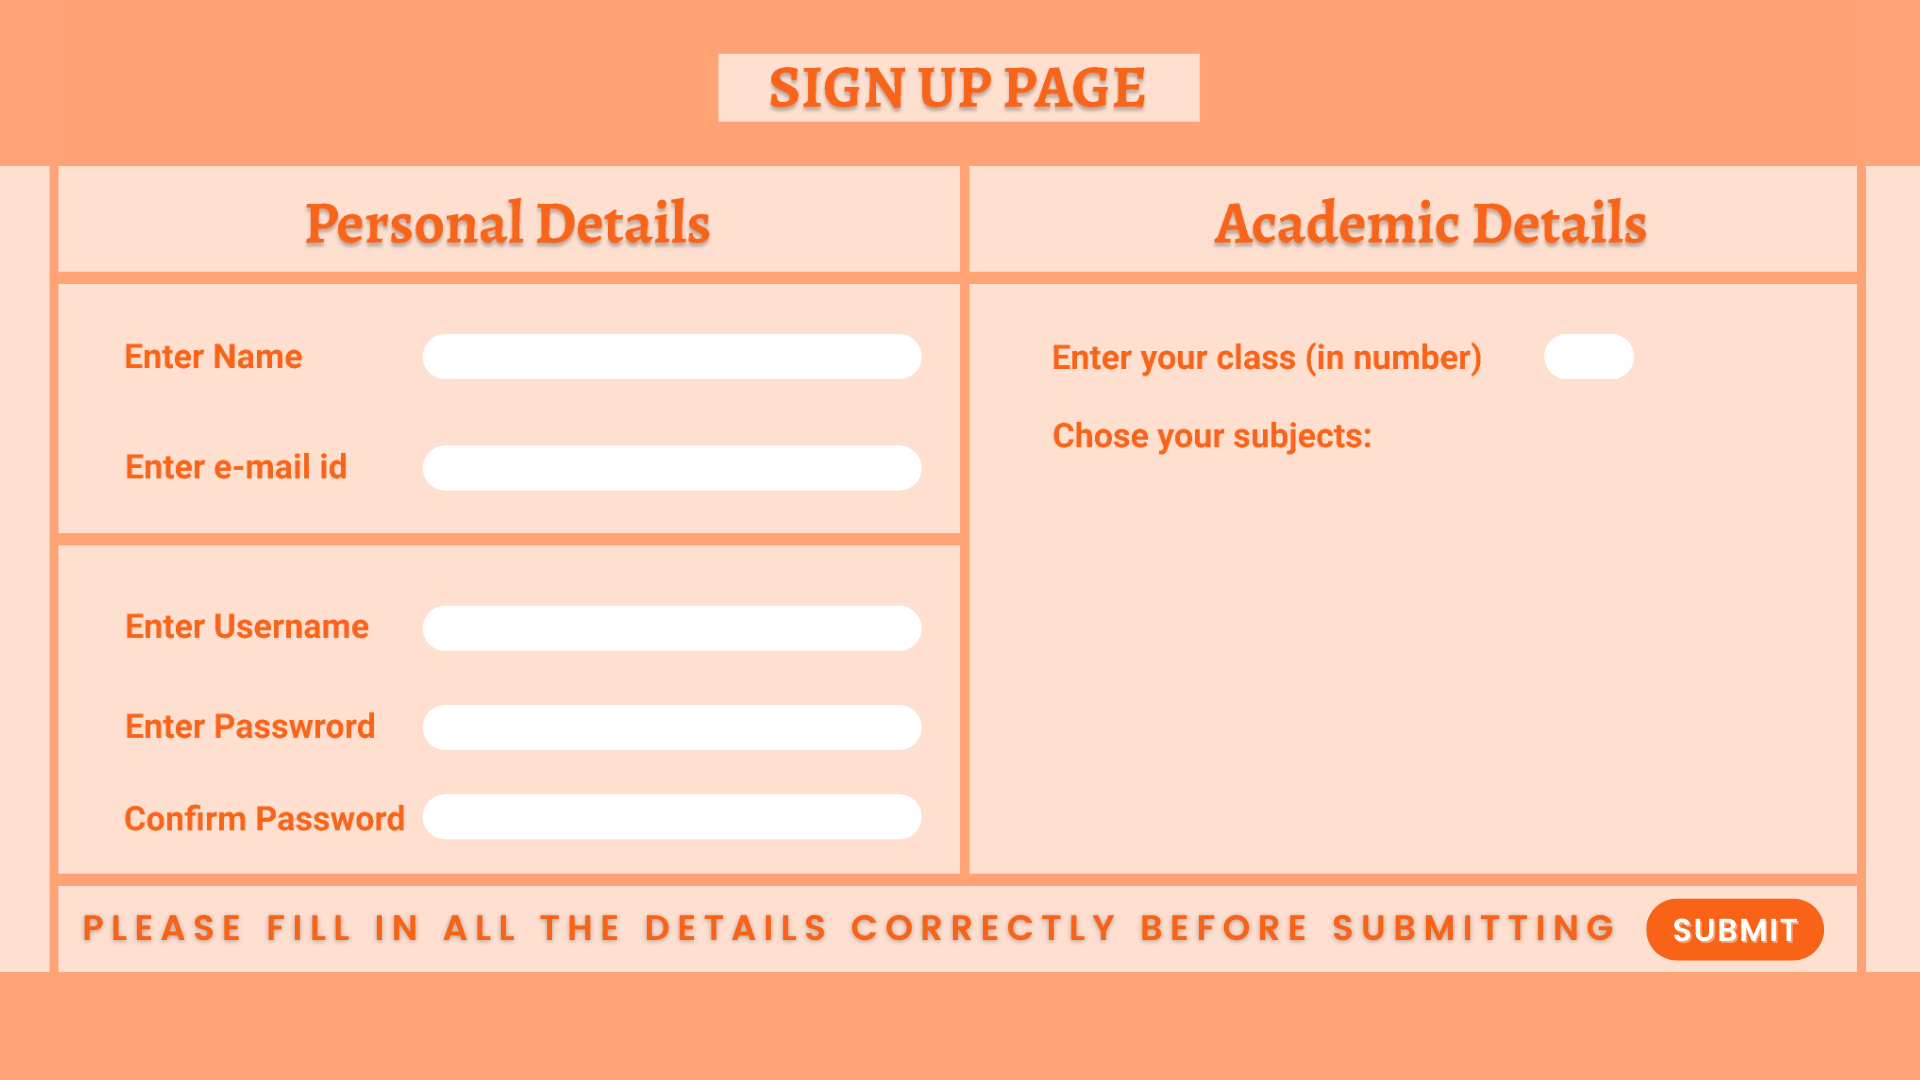 SIGN UP PAGE
Personal Details
Enter Name
Enter e-mail id
Enter Username
Enter Passwrord
Confirm Password
Academic Details
Enter your class (in number)
Chose your subjects:
PLEASE FILL IN ALL THE DETAILS CORRECTLY BEFORE SUBMITTING
SUBMIT